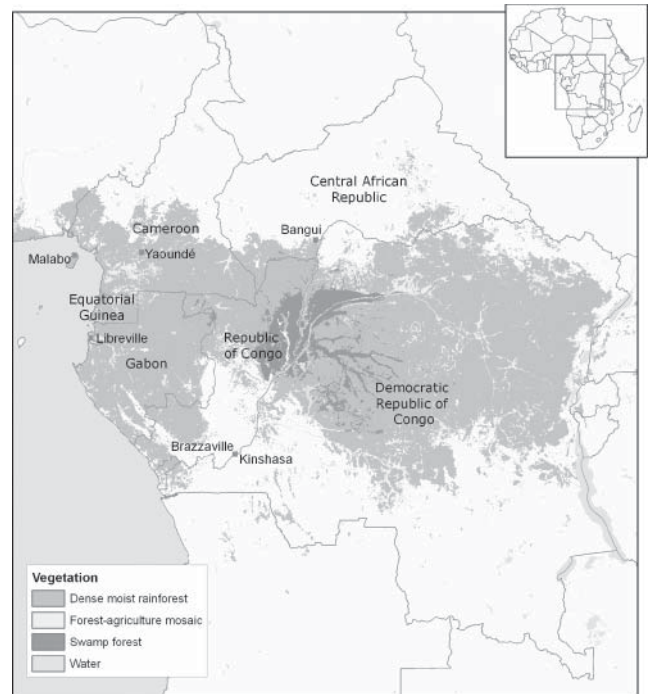 Central African
Republic
Cameroon
Bangui
Malabo
Yaoundé
Equatorial
Guinea
Libreville
Republic
of Congo
Gabon
Democratic
Republic of
Congo
Brazzaville
Kinshasa
Vegetation
Dense moist rainforest
Forest-agriculture mosaic
Swamp forest
Water